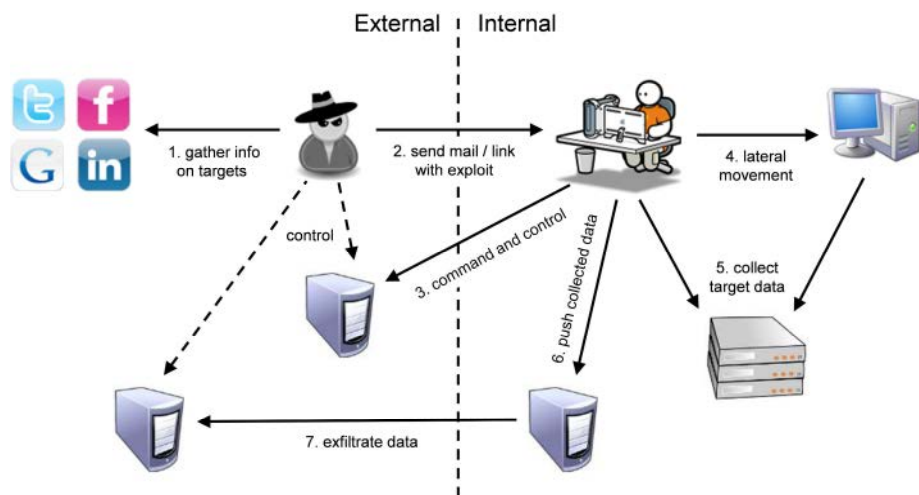 External
Internal
1. gather info
on targets
2. send mail / link
with exploit
4. lateral
movement
control
3. command and control
5. collect
target data
6. push collected data
7. exfiltrate data
t
f
G
in